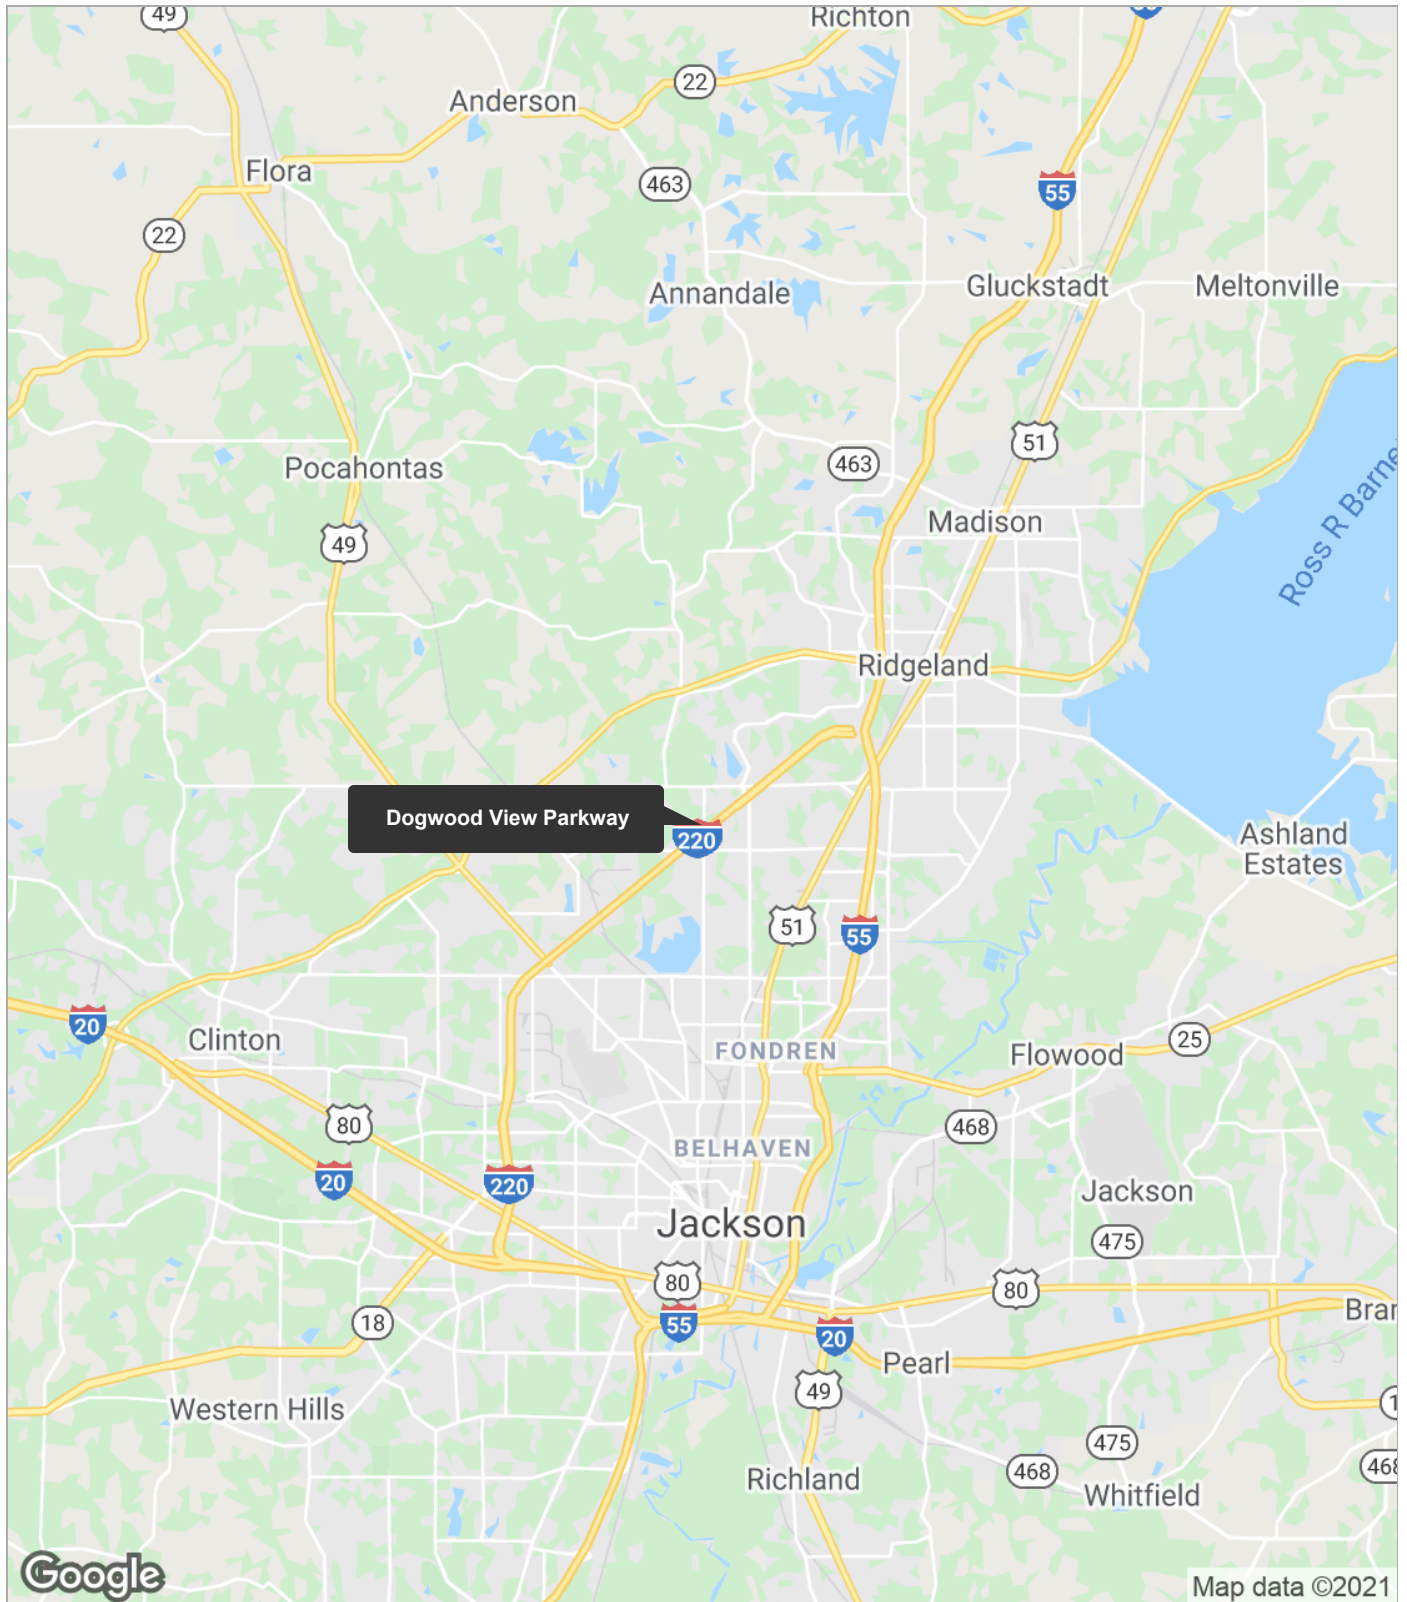 49
Richton
22
Anderson
Flora
463
55
22
Gluckstadt
Meltonville
Annandale
51
463
Pocahontas
Madison
49
Ross R Barne
Ridgeland
Dogwood View Parkway
220
Ashland
Estates
51
55
20
Clinton
FONDREN
Flowood
25
80
468
BELHAVEN
20
220
Jackson
Jackson
475
80
80
18
55
20
Bran
Pearl
49
Western Hills
475
468
468
Richland
Whitfield
Google
Map data ©2021